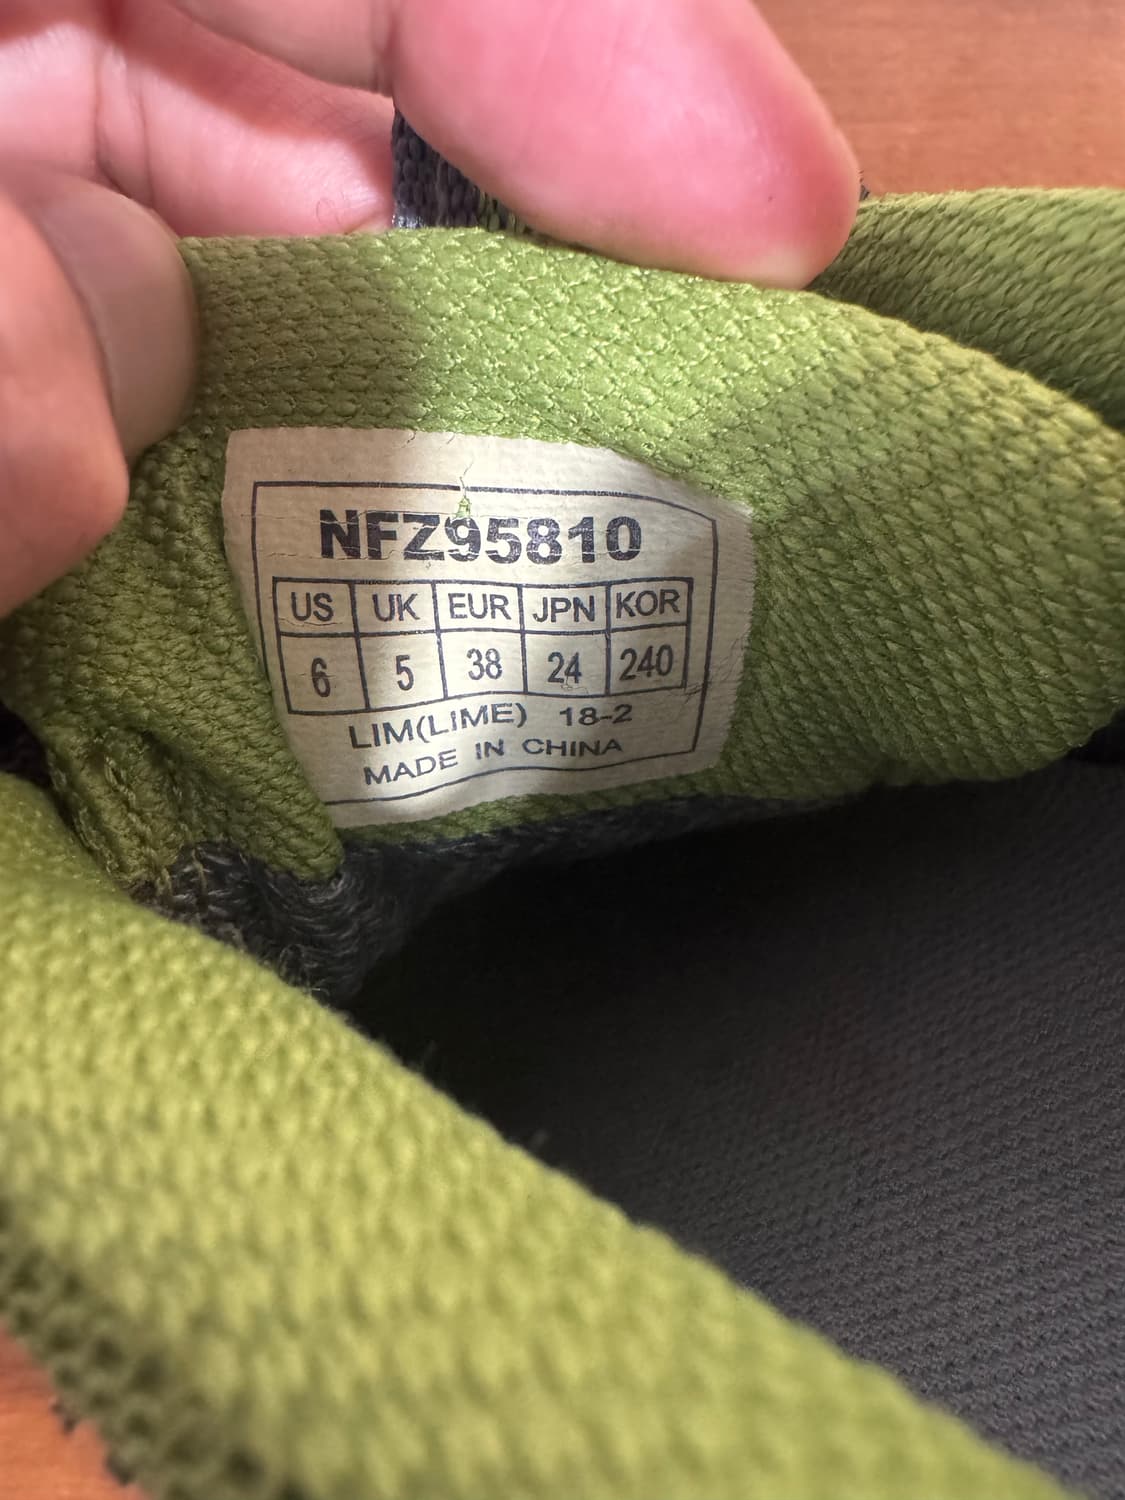 NFZ95810
US UK EUR JPN KOR
6 5 38 24 240
LIM(LIME) 18-2
MADE IN CHINA